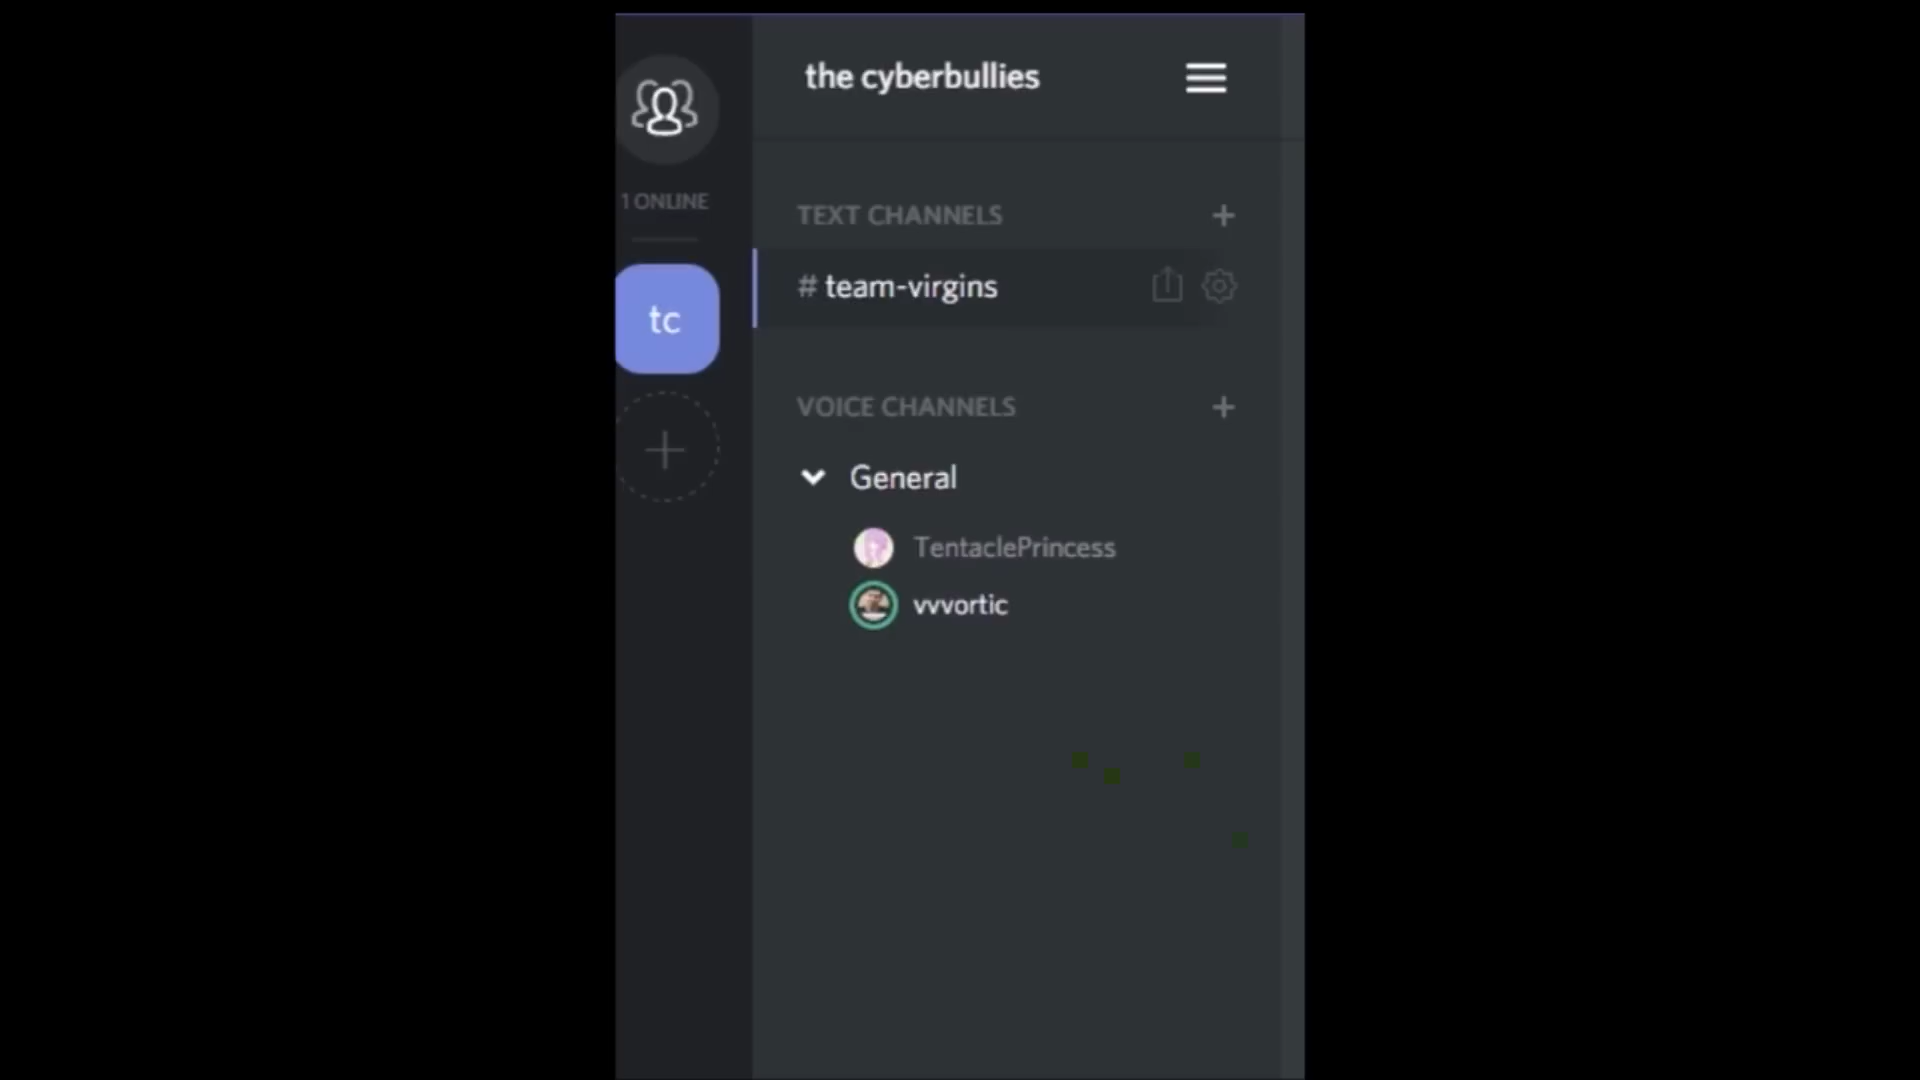 the cyberbullies
1 ONLINE
TEXT CHANNELS
# team-virgins
tc
VOICE CHANNELS
General
TentaclePrincess
vvvortic